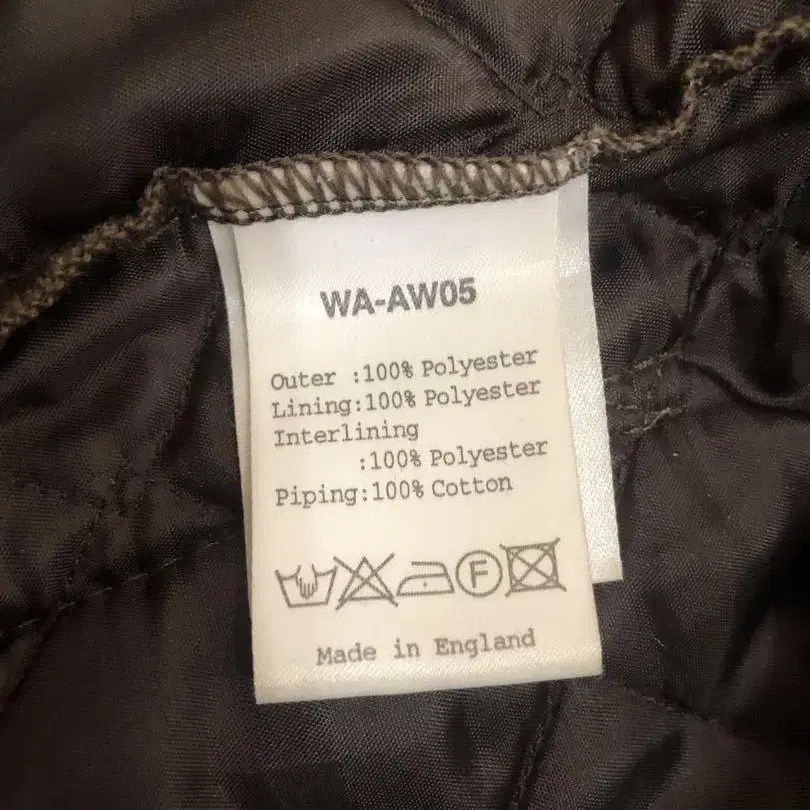 WA-AW05
Outer :100% Polyester
Lining:100% Polyester
Interlining
:100% Polyester
Piping:100% Cotton
F
Made in England